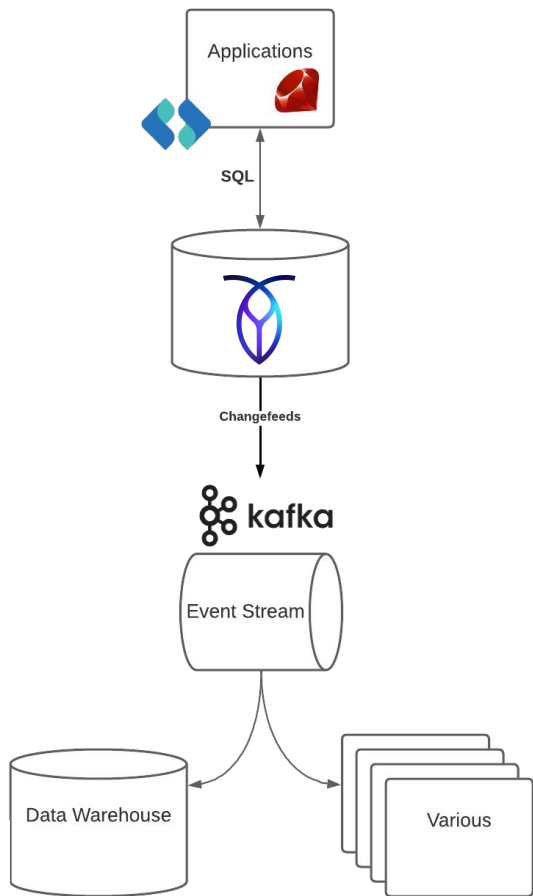 Applications
SQL
Changefeeds
kafka
Event Stream
Data Warehouse
Various